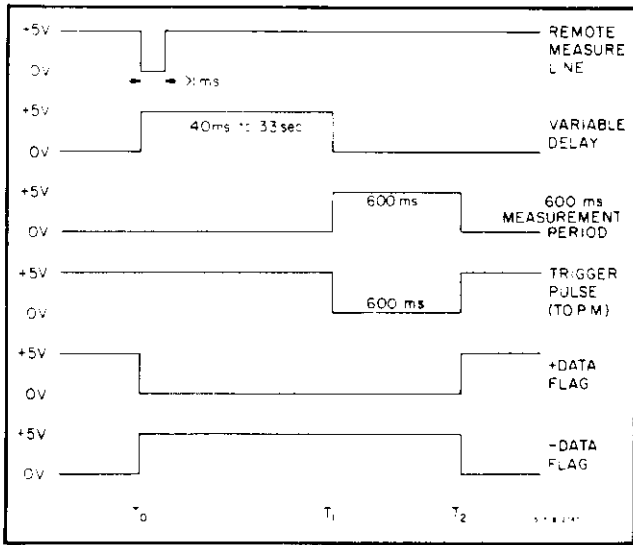 +5V
REMOTE
MEASURE
LINE
0V
>1ms
+5V
40ms to 33sec
VARIABLE
DELAY
0V
+5V
600 ms
600 ms
MEASUREMENT
PERIOD
0V
+5V
TRIGGER
PULSE
(TO P.M)
600 ms
0V
+5V
+DATA
FLAG
0V
+5V
-DATA
FLAG
0V
T0
T1
T2